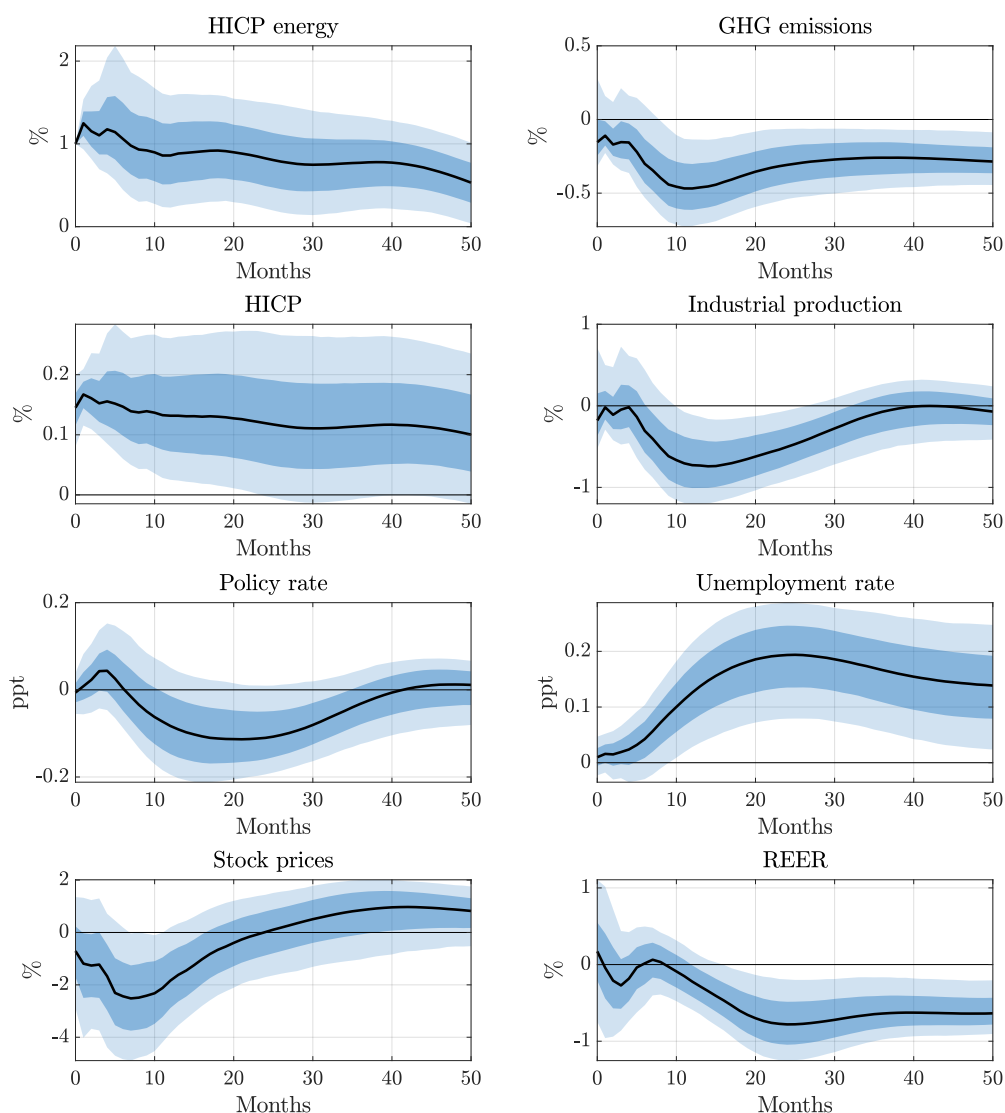 HICP energy
2
1
0
%
0 10 20 30 40 50
Months
GHG emissions
0.5
0
-0.5
%
0 10 20 30 40 50
Months
HICP
0.2
0.1
0
%
0 10 20 30 40 50
Months
Industrial production
1
0
-1
%
0 10 20 30 40 50
Months
Policy rate
0.2
0
-0.2
ppt
0 10 20 30 40 50
Months
Unemployment rate
0.2
0.1
0
ppt
0 10 20 30 40 50
Months
Stock prices
2
0
-2
-4
%
0 10 20 30 40 50
Months
REER
1
0
-1
%
0 10 20 30 40 50
Months